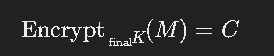 Encrypt_{final K}(M) = C